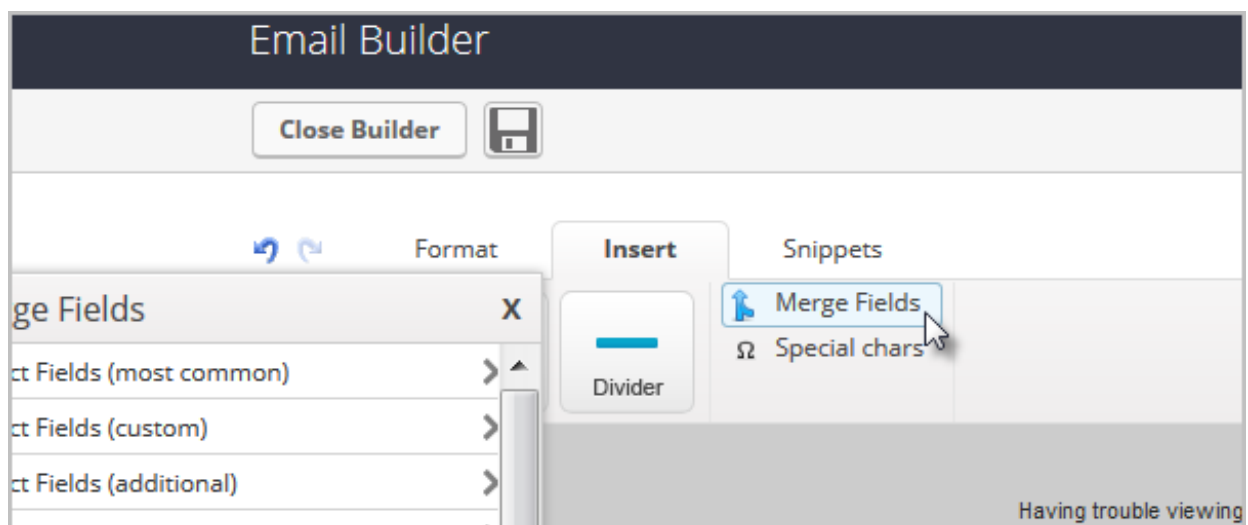 Email Builder
Close Builder
Format Insert Snippets
ge Fields X
Merge Fields
Ω Special chars
Divider
ct Fields (most common)
ct Fields (custom)
ct Fields (additional)
Having trouble viewing